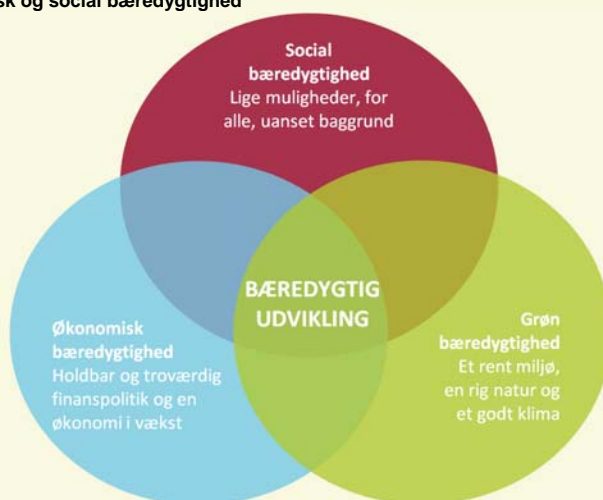 og social bæredygtighed
Social
bæredygtighed
Lige muligheder, for
alle, uanset baggrund
BÆREDYGTIG
UDVIKLING
Økonomisk
bæredygtighed
Holdbar og troværdig
finanspolitik og en
økonomi i vækst
Grøn
bæredygtighed
Et rent miljø,
en rig natur og
et godt klima